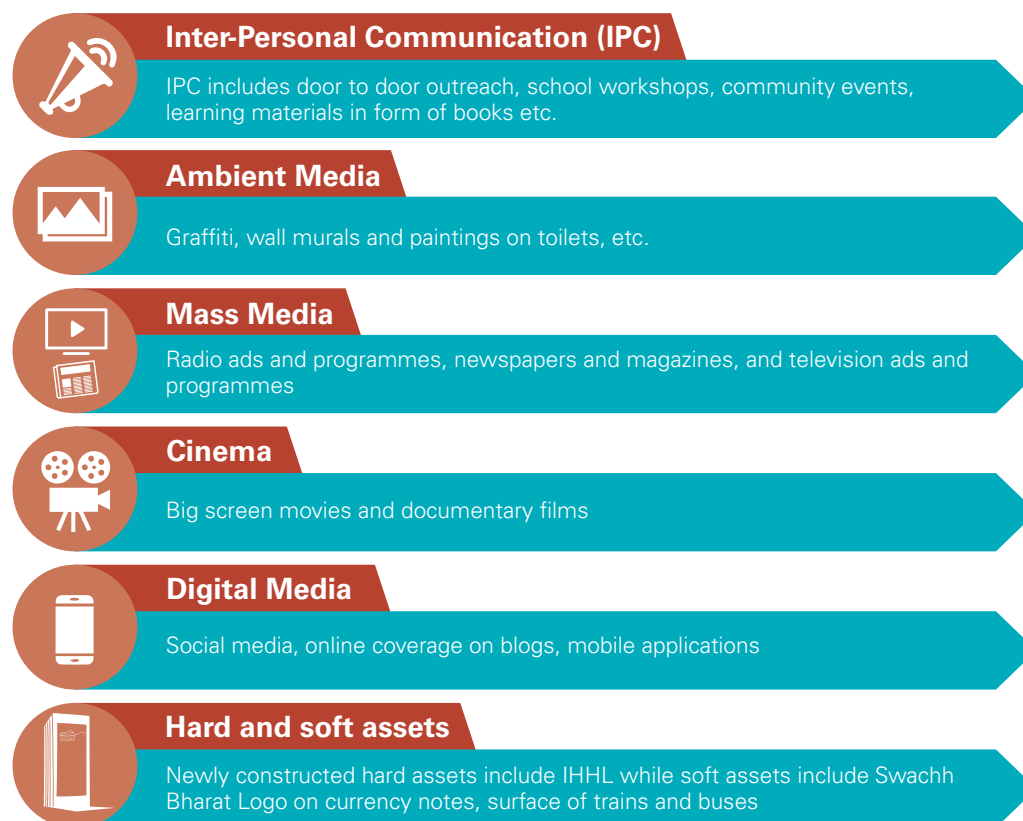 Inter-Personal Communication (IPC)
IPC includes door to door outreach, school workshops, community events,
learning materials in form of books etc.
Ambient Media
Graffiti, wall murals and paintings on toilets, etc.
Mass Media
Radio ads and programmes, newspapers and magazines, and television ads and
programmes
Cinema
Big screen movies and documentary films
Digital Media
Social media, online coverage on blogs, mobile applications
Hard and soft assets
Newly constructed hard assets include IHHL while soft assets include Swachh
Bharat Logo on currency notes, surface of trains and buses